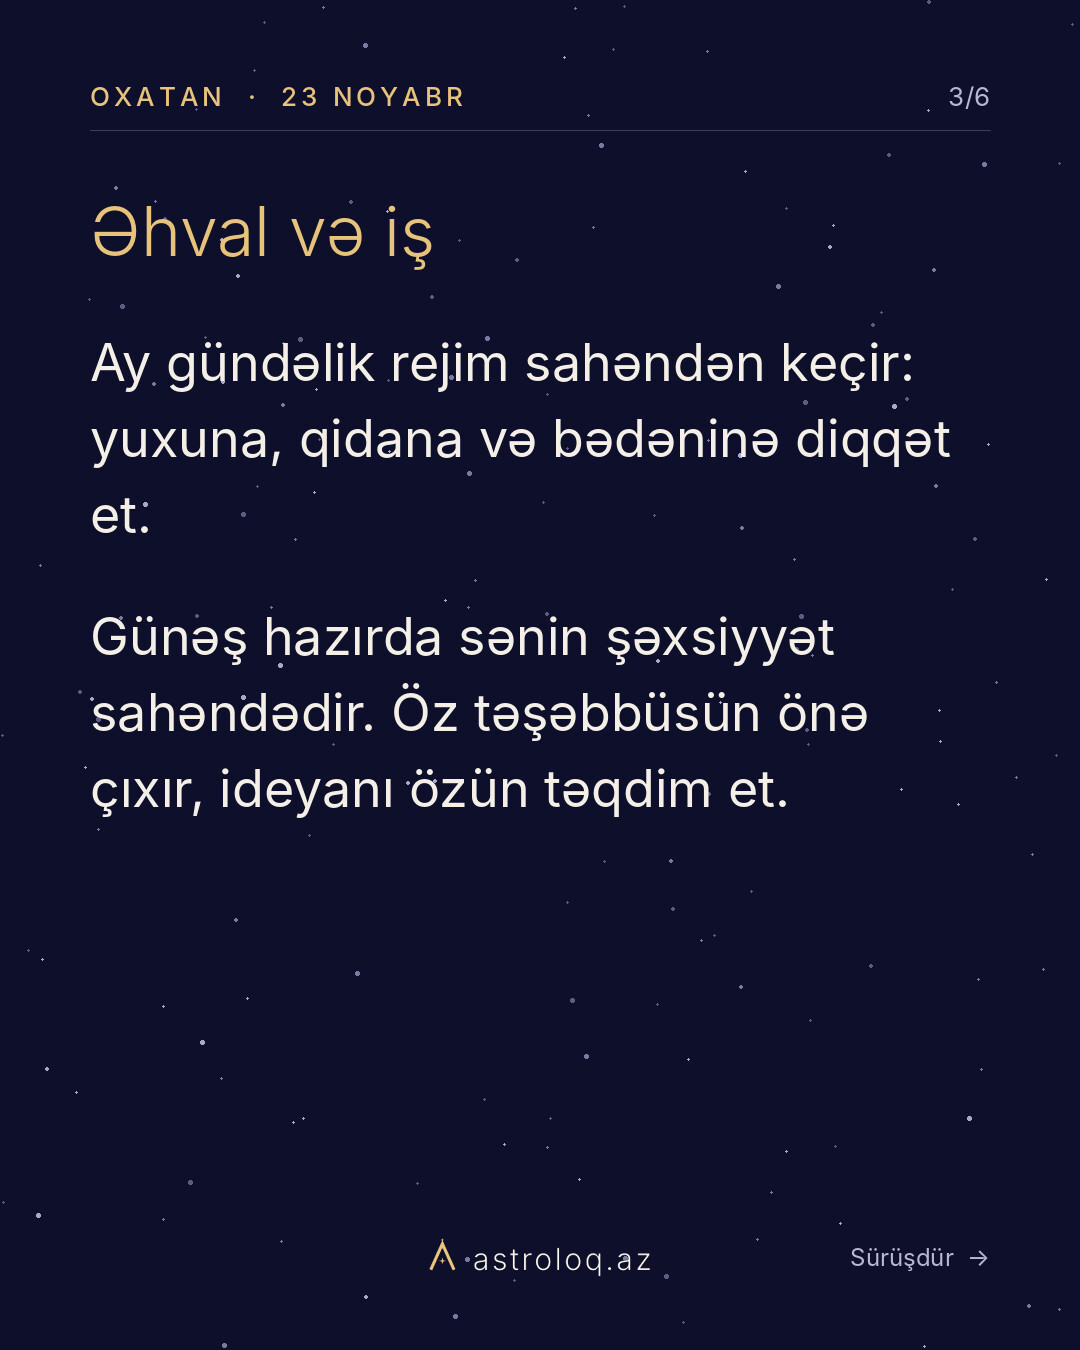 OXATAN · 23 NOYABR
3/6
Əhval və iş
Ay gündəlik rejim sahəndən keçir:
yuxuna, qidana və bədəninə diqqət
et.
Günəş hazırda sənin şəxsiyyət
sahəndədir. Öz təşəbbüsün önə
çıxır, ideyanı özün təqdim et.
astroloq.az
Sürüşdür →